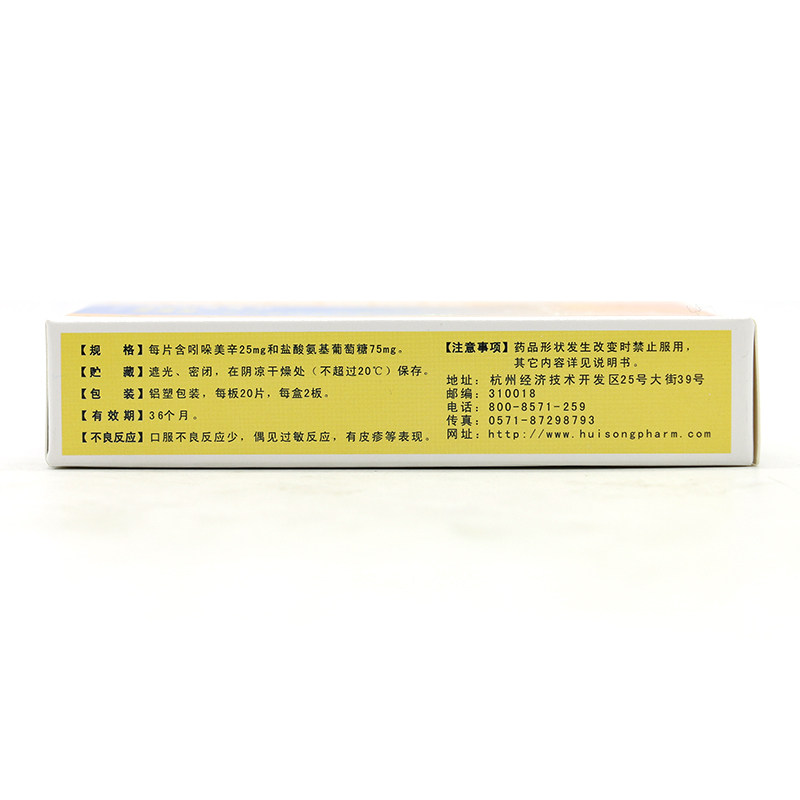 【规 格】每片含吲哚美辛25mg和盐酸氨基葡萄糖75mg。
【贮 藏】遮光、密闭，在阴凉干燥处（不超过20℃）保存。
【包 装】铝塑包装，每板20片，每盒2板。
【有 效 期】36个月。
【不良反应】口服不良反应少，偶见过敏反应，有皮疹等表现。
【注意事项】药品形状发生改变时禁止服用，
其它内容详见说明书。
地址：杭州经济技术开发区25号大街39号
邮编：310018
电话：800-8571-259
传真：0571-87298793
网址：http://www.huisongpharm.com